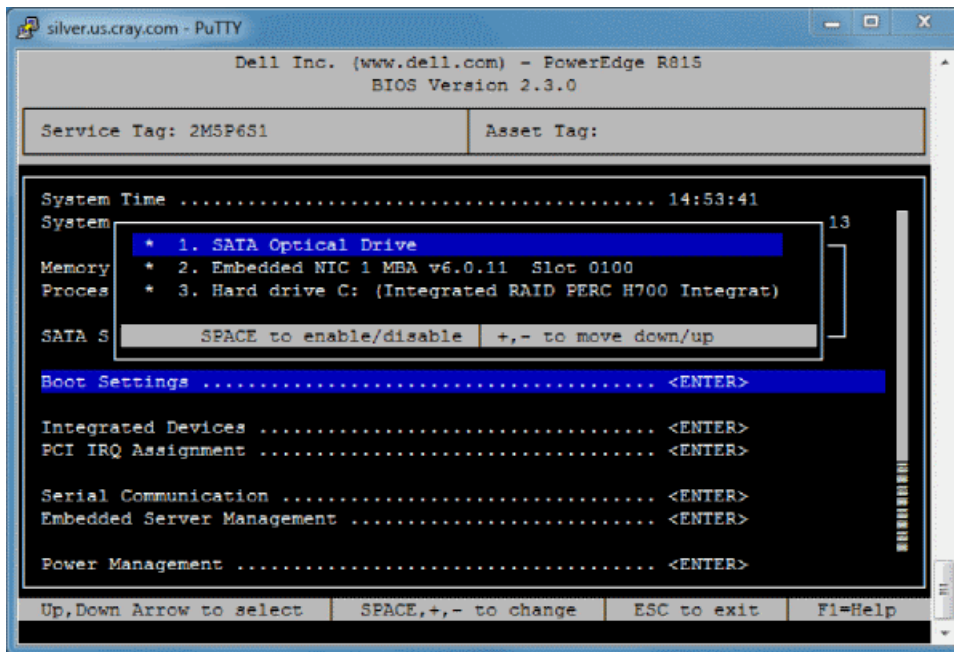 silver.us.cray.com - PuTTY
Dell Inc. (www.dell.com) - PowerEdge R815
BIOS Version 2.3.0
Service Tag: 2M5P6S1 Asset Tag:
System Time .......................................... 14:53:41
System 13
* 1. SATA Optical Drive
Memory * 2. Embedded NIC 1 MBA v6.0.11 Slot 0100
Proces * 3. Hard drive C: (Integrated RAID PERC H700 Integrat)
SATA S SPACE to enable/disable +,- to move down/up
Boot Settings ........................................ <ENTER>
Integrated Devices ................................... <ENTER>
PCI IRQ Assignment ................................... <ENTER>
Serial Communication ................................. <ENTER>
Embedded Server Management ........................... <ENTER>
Power Management ..................................... <ENTER>
Up,Down Arrow to select SPACE,+,- to change ESC to exit F1=Help